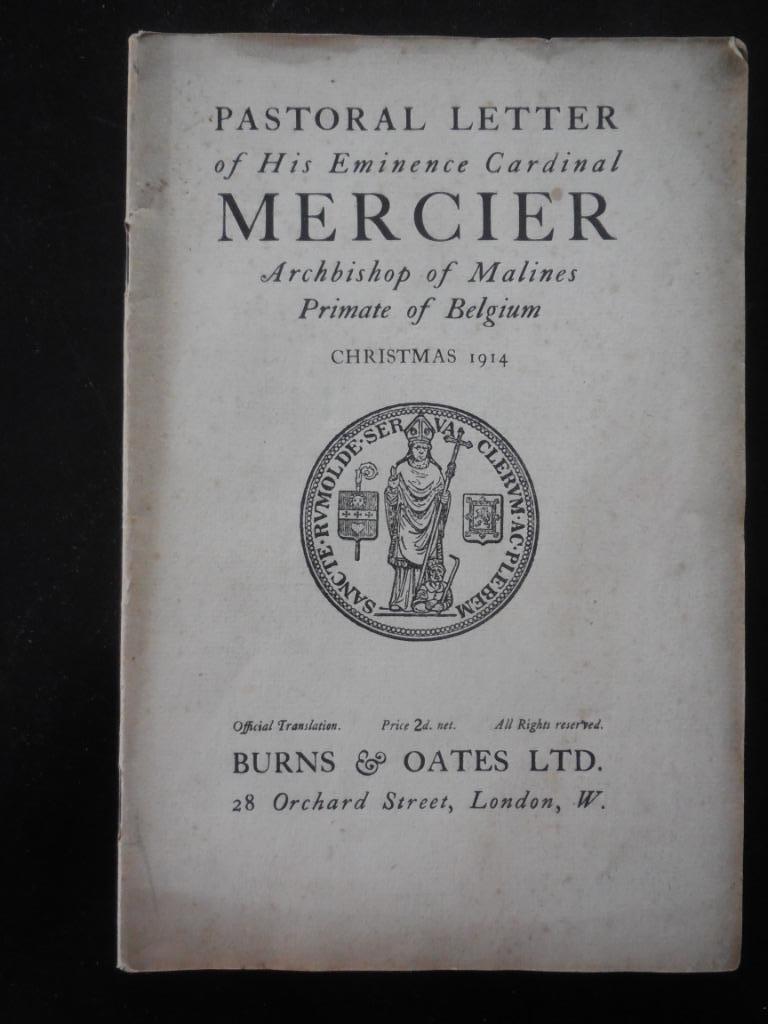 PASTORAL LETTER
of His Eminence Cardinal
MERCIER
Archbishop of Malines
Primate of Belgium
CHRISTMAS 1914
SANCTE·RVMOLDE·SERVA CLERVM·AC·PLEBEM
Official Translation. Price 2d. net. All Rights reserved.
BURNS & OATES LTD.
28 Orchard Street, London, W.